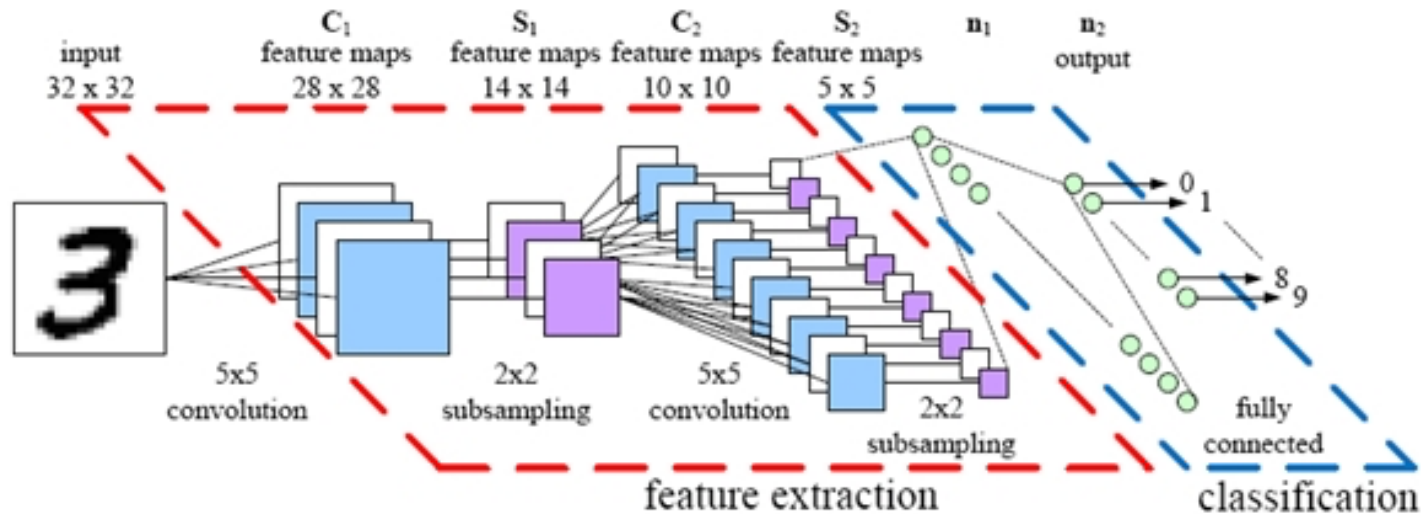 input
32 x 32
C₁
feature maps
28 x 28
S₁
feature maps
14 x 14
C₂
feature maps
10 x 10
S₂
feature maps
5 x 5
n₁
n₂
output
3
0
1
8
9
5x5
convolution
2x2
subsampling
5x5
convolution
2x2
subsampling
fully
connected
feature extraction
classification